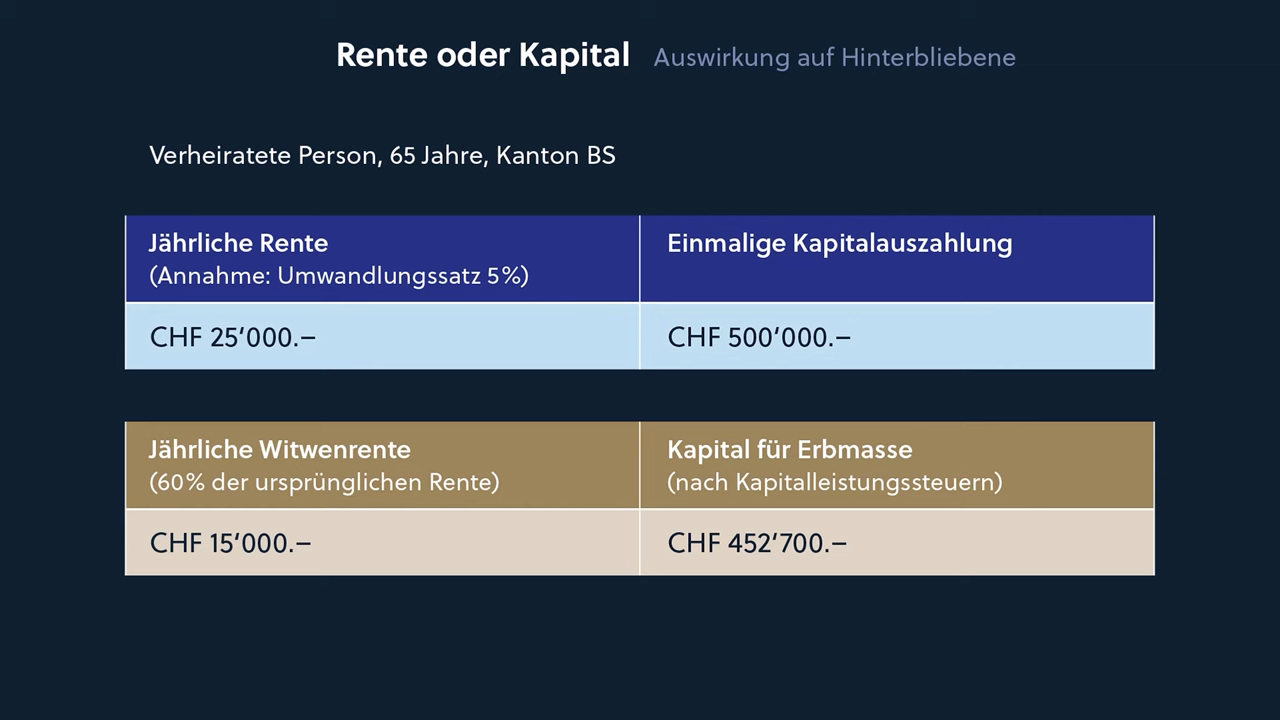 Rente oder Kapital Auswirkung auf Hinterbliebene
Verheiratete Person, 65 Jahre, Kanton BS
Jährliche Rente
(Annahme: Umwandlungssatz 5%)
Einmalige Kapitalauszahlung
CHF 25‘000.–
CHF 500‘000.–
Jährliche Witwenrente
(60% der ursprünglichen Rente)
Kapital für Erbmasse
(nach Kapitalleistungssteuern)
CHF 15‘000.–
CHF 452‘700.–